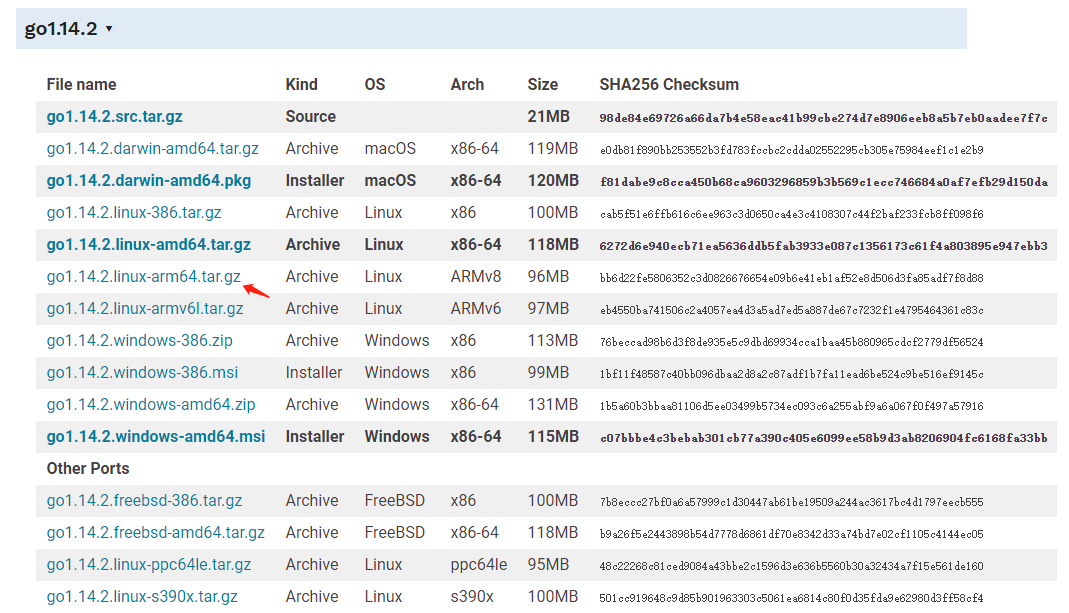 go1.14.2 ▾
File name Kind OS Arch Size SHA256 Checksum
go1.14.2.src.tar.gz Source 21MB 98de84e69726a66da7b4e58eac41b99cbe274d7e8906eeb8a5b7eb0aadee7f7c
go1.14.2.darwin-amd64.tar.gz Archive macOS x86-64 119MB e0db81f890bb253552b3fd783fccbc2cdda02552295cb305e75984eef1c1e2b9
go1.14.2.darwin-amd64.pkg Installer macOS x86-64 120MB f81dabe9c8cca450b68ca9603296859b3b569c1ecc746684a0af7efb29d150da
go1.14.2.linux-386.tar.gz Archive Linux x86 100MB cab5f51e6ffb616c6ee963c3d0650ca4e3c4108307c44f2baf233fcb8ff098f6
go1.14.2.linux-amd64.tar.gz Archive Linux x86-64 118MB 6272d6e940ecb71ea5636ddb5fab3933e087c1356173c61f4a803895e947ebb3
go1.14.2.linux-arm64.tar.gz Archive Linux ARMv8 96MB bb6d22fe5806352c3d0826676654e09b6e41eb1af52e8d506d3fa85adf7f8d88
go1.14.2.linux-armv6l.tar.gz Archive Linux ARMv6 97MB eb4550ba741506c2a4057ea4d3a5ad7ed5a887de67c7232f1e4795464361c83c
go1.14.2.windows-386.zip Archive Windows x86 113MB 76beccad98b6d3f8de935e5c9dbd69934cca1baa45b880965cdcf2779df56524
go1.14.2.windows-386.msi Installer Windows x86 99MB 1bf11f48587c40bb096dbaa2d8a2c87adf1b7fa11ead6be524c9be516ef9145c
go1.14.2.windows-amd64.zip Archive Windows x86-64 131MB 1b5a60b3bbaa81106d5ee03499b5734ec093c6a255abf9a6a067f0f497a57916
go1.14.2.windows-amd64.msi Installer Windows x86-64 115MB c07bbbe4c3bebab301cb77a390c405e6099ee58b9d3ab8206904fc6168fa33bb
Other Ports
go1.14.2.freebsd-386.tar.gz Archive FreeBSD x86 100MB 7b8eccc27bf0a6a57999c1d30447ab61be19509a244ac3617bc4d1797eecb555
go1.14.2.freebsd-amd64.tar.gz Archive FreeBSD x86-64 118MB b9a26f5e2443898b54d7778d6861df70e8342d33a74bd7e02cf1105c4144ec05
go1.14.2.linux-ppc64le.tar.gz Archive Linux ppc64le 95MB 48c22268c81ced9084a43bbe2c1596d3e636b5560b30a32434a7f15e561de160
go1.14.2.linux-s390x.tar.gz Archive Linux s390x 100MB 501cc919648c9d85b901963303c5061ea6814c80f0d35fda9e62980d3ff58cf4